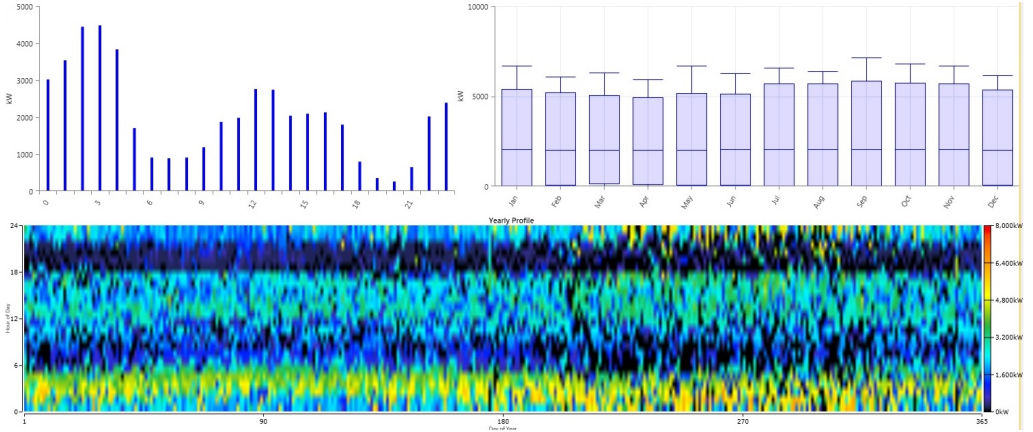 5000
4000
3000
2000
1000
0
kW
0 3 6 9 12 15 18 21
10000
5000
0
kW
Jan Feb Mar Apr May Jun Jul Aug Sep Oct Nov Dec
Yearly Profile
24
18
12
6
0
Hour of Day
1 90 180 270 365
Day of Year
8.000kW
6.400kW
4.800kW
3.200kW
1.600kW
0kW